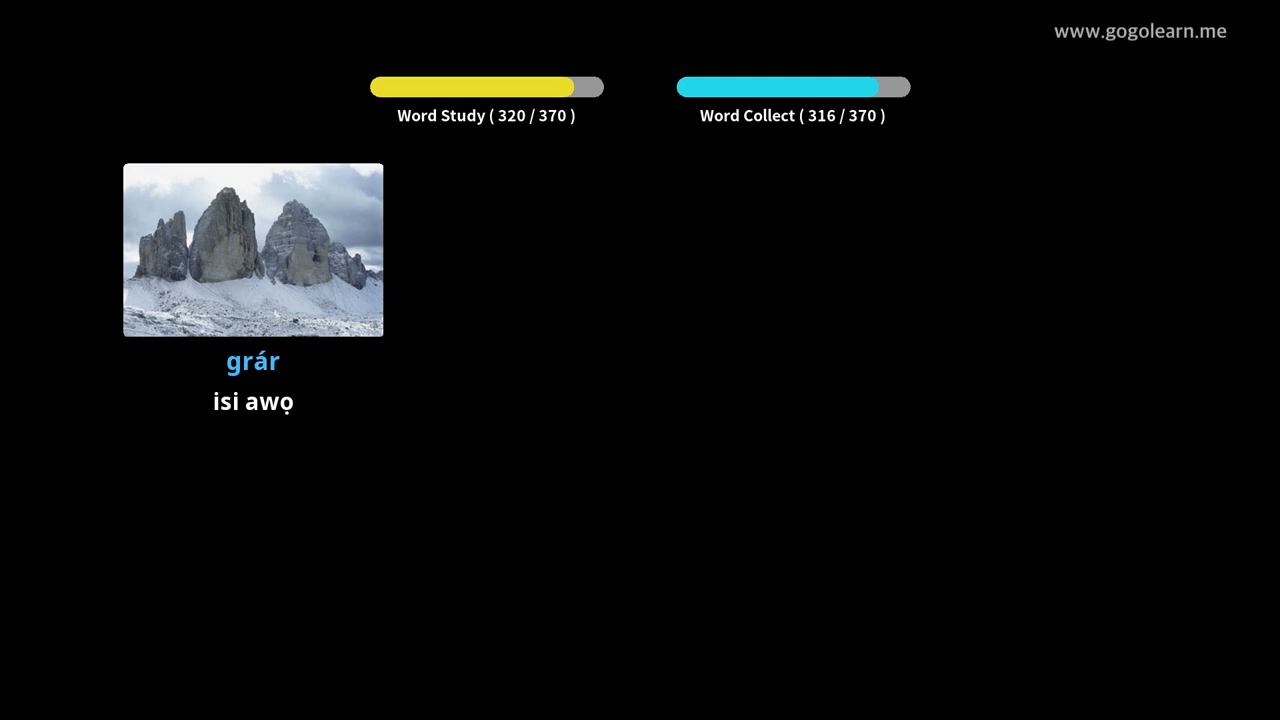 www.gogolearn.me
Word Study ( 320 / 370 )
Word Collect ( 316 / 370 )
grár
isi awọ